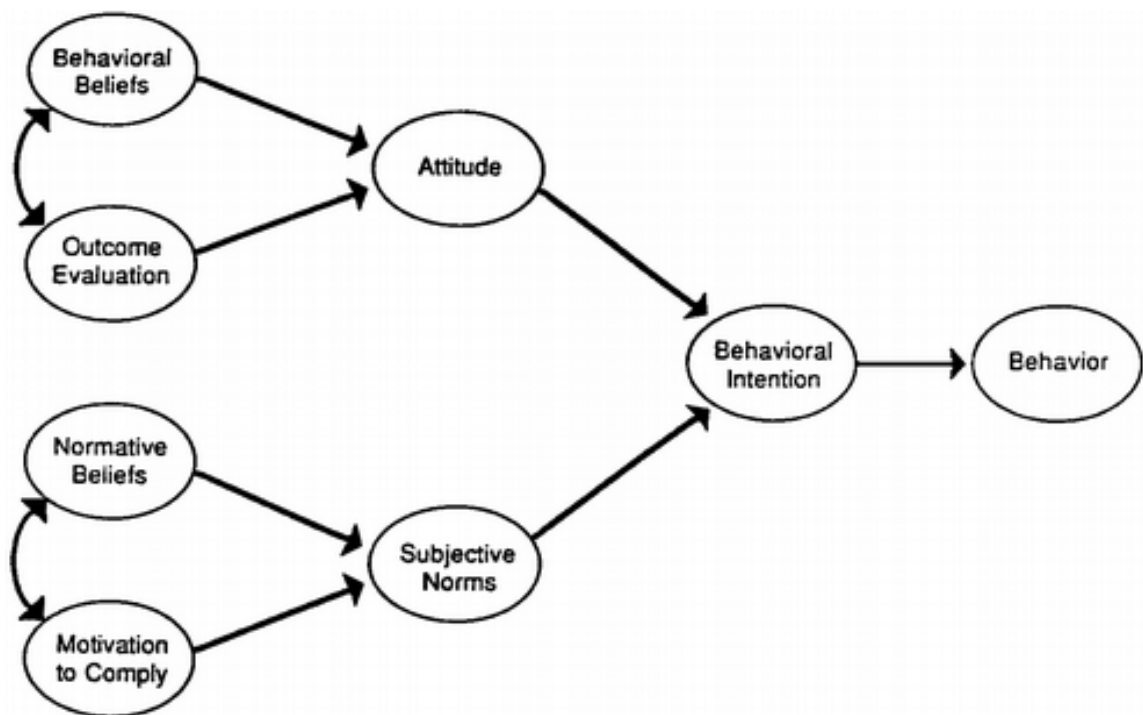 Behavioral
Beliefs
Attitude
Outcome
Evaluation
Behavioral
Intention
Behavior
Normative
Beliefs
Subjective
Norms
Motivation
to Comply